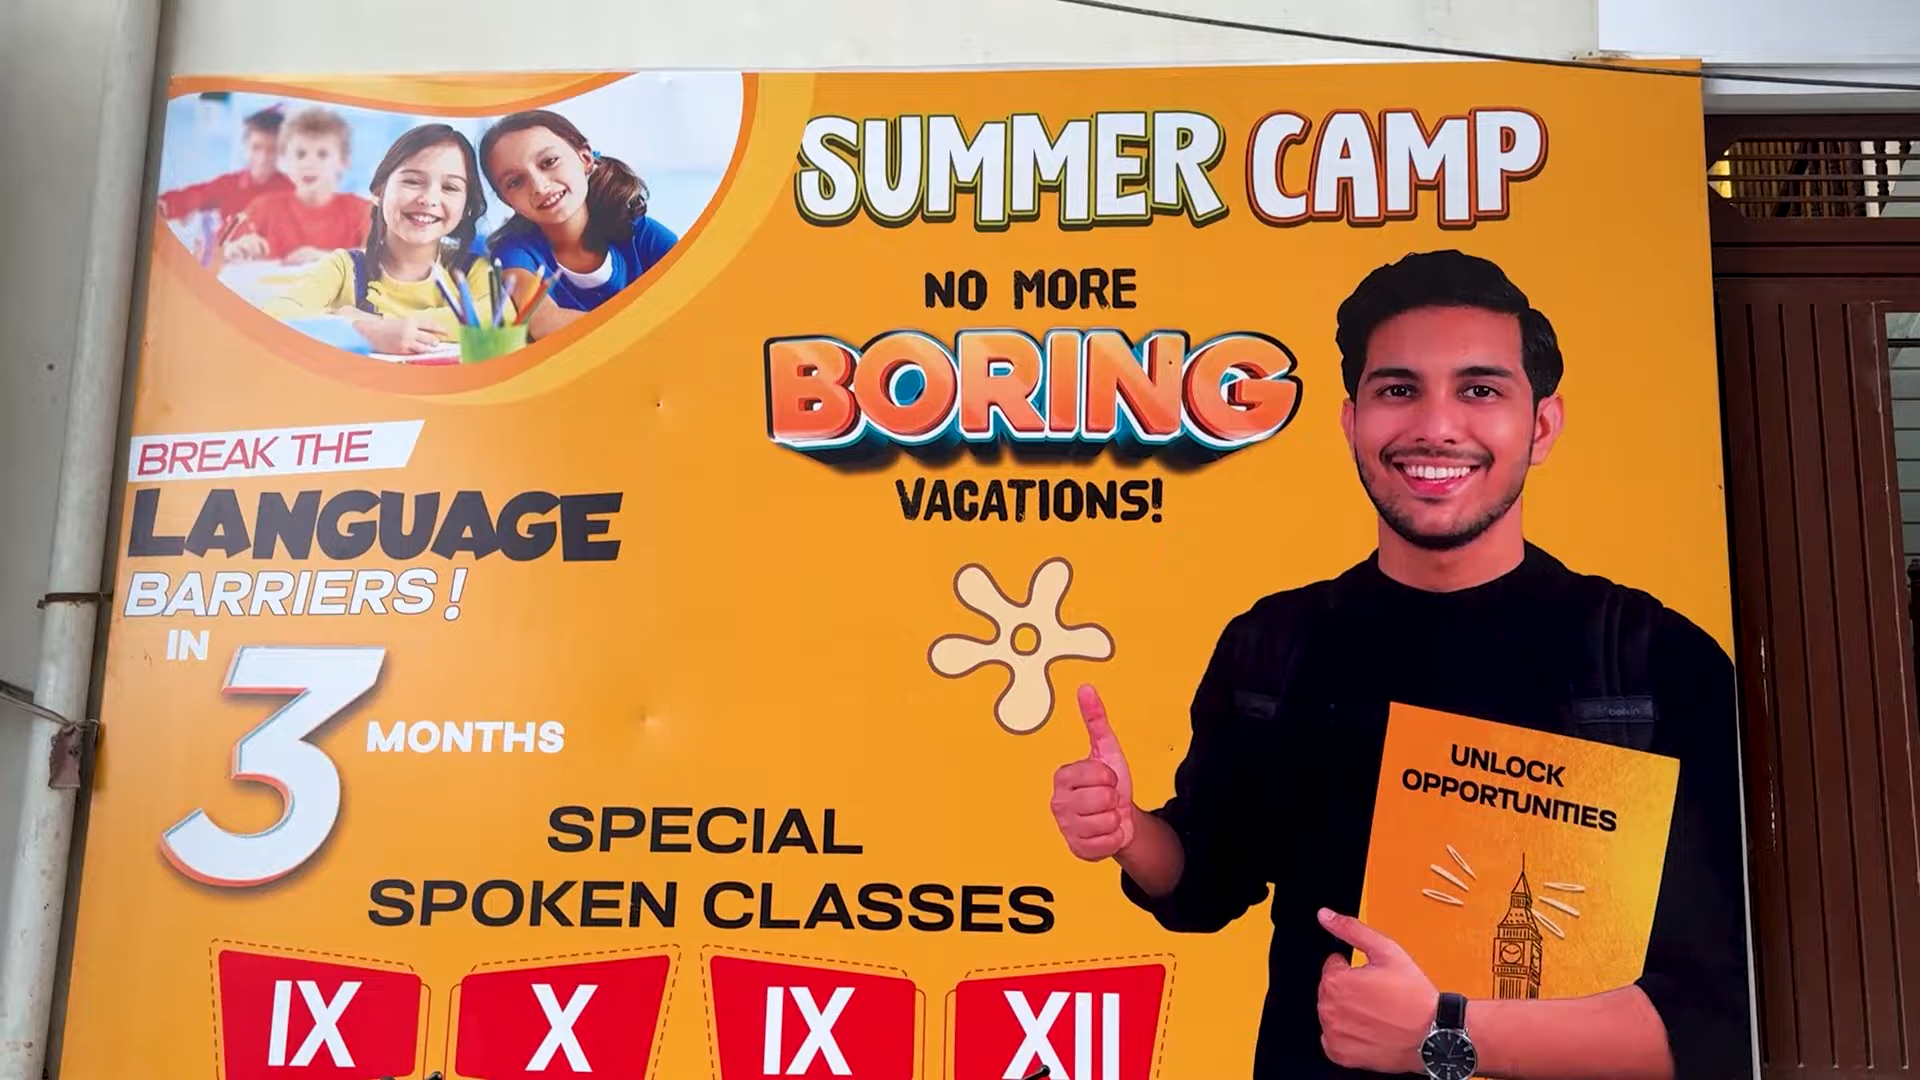 SUMMER CAMP
NO MORE
BORING
VACATIONS!
BREAK THE
LANGUAGE
BARRIERS!
IN
3
MONTHS
SPECIAL
SPOKEN CLASSES
IX X IX XII
UNLOCK
OPPORTUNITIES
belkin